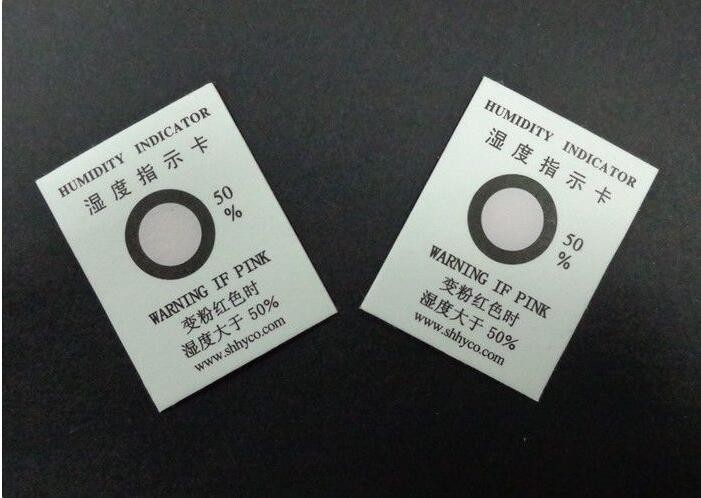 HUMIDITY INDICATOR
湿度指示卡
50
%
WARNING IF PINK
变粉红色时
湿度大于 50%
www.shhyco.com
HUMIDITY INDICATOR
湿度指示卡
50
%
WARNING IF PINK
变粉红色时
湿度大于 50%
www.shhyco.com